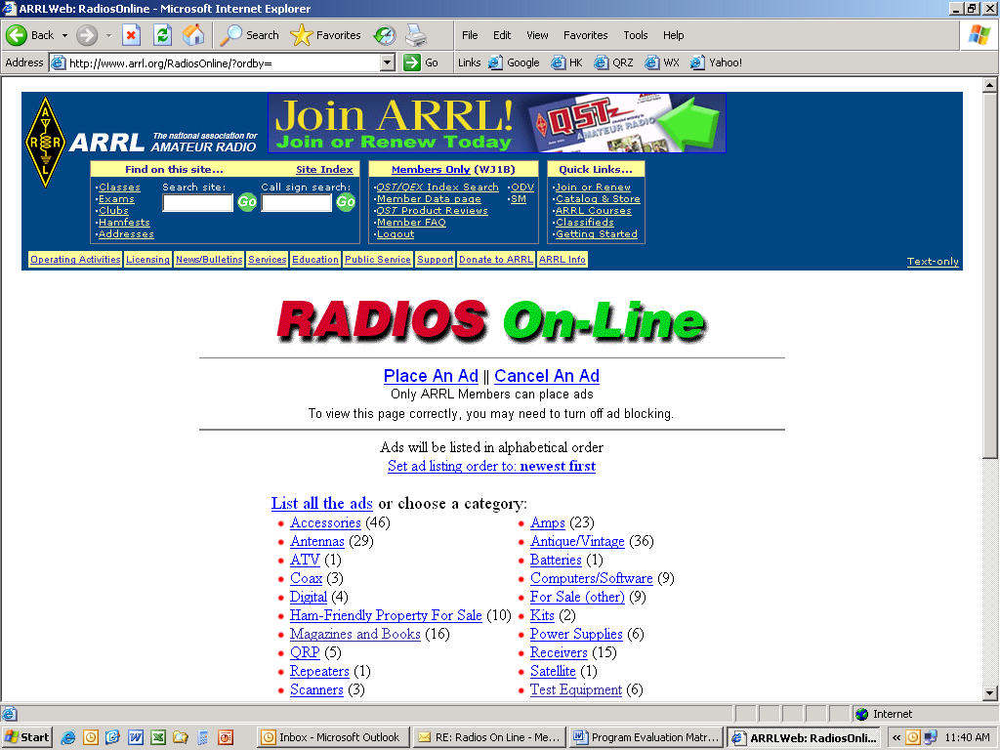 ARRLWeb: RadiosOnline - Microsoft Internet Explorer
Back Search Favorites File Edit View Favorites Tools Help
Address http://www.arrl.org/RadiosOnline/?ordby= Go Links Google HK QRZ WX Yahoo!
ARRL The national association for AMATEUR RADIO
Join ARRL!
Join or Renew Today
QST
AMATEUR RADIO
Find on this site... Site Index
·Classes
·Exams
·Clubs
·Hamfests
·Addresses
Search site: Call sign search:
Go Go
Members Only (WJ1B)
·QST/QEX Index Search ·ODV
·Member Data page ·SM
·QST Product Reviews
·Member FAQ
·Logout
Quick Links...
·Join or Renew
·Catalog & Store
·ARRL Courses
·Classifieds
·Getting Started
Operating Activities Licensing News/Bulletins Services Education Public Service Support Donate to ARRL ARRL Info Text-only
RADIOS On-Line
Place An Ad || Cancel An Ad
Only ARRL Members can place ads
To view this page correctly, you may need to turn off ad blocking.
Ads will be listed in alphabetical order
Set ad listing order to: newest first
List all the ads or choose a category:
Accessories (46) Amps (23)
Antennas (29) Antique/Vintage (36)
ATV (1) Batteries (1)
Coax (3) Computers/Software (9)
Digital (4) For Sale (other) (9)
Ham-Friendly Property For Sale (10) Kits (2)
Magazines and Books (16) Power Supplies (6)
QRP (5) Receivers (15)
Repeaters (1) Satellite (1)
Scanners (3) Test Equipment (6)
Internet
Start Inbox - Microsoft Outlook RE: Radios On Line - Me... Program Evaluation Matr... ARRLWeb: RadiosOnli... « 11:40 AM